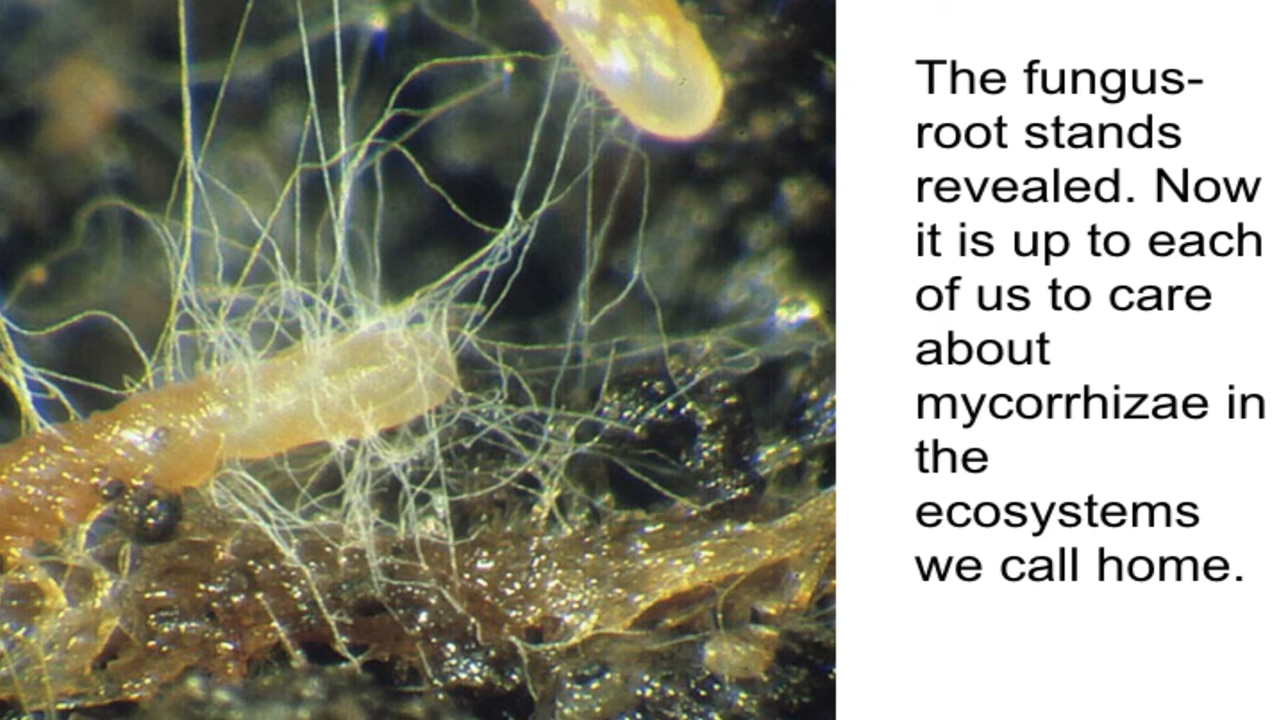 The fungus-
root stands
revealed. Now
it is up to each
of us to care
about
mycorrhizae in
the
ecosystems
we call home.